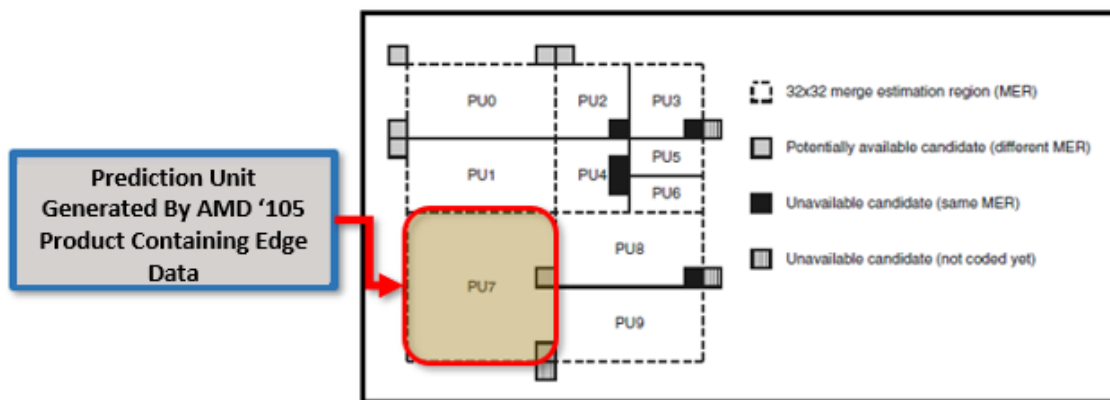 PU0
PU2
PU3
PU1
PU4
PU5
PU6
PU7
PU8
PU9
32x32 merge estimation region (MER)
Potentially available candidate (different MER)
Unavailable candidate (same MER)
Unavailable candidate (not coded yet)
Prediction Unit
Generated By AMD ‘105
Product Containing Edge
Data